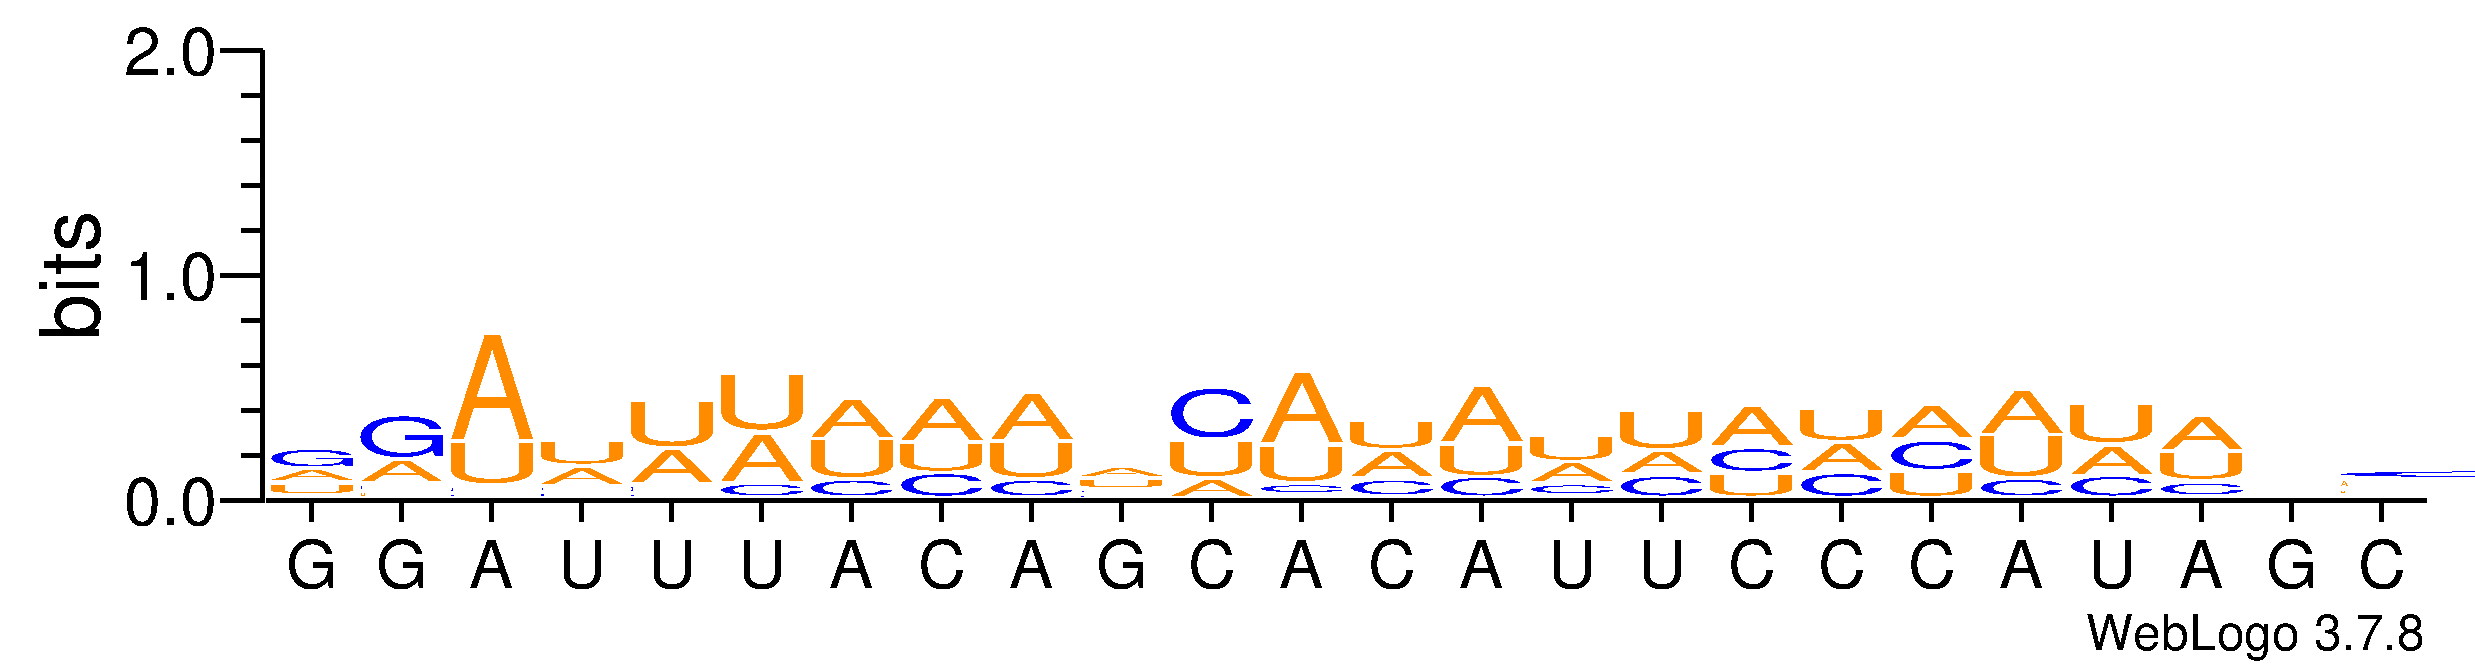 2.0
1.0
0.0
bits
G G A U U U A C A G C A C A U U C C C A U A G C
WebLogo 3.7.8